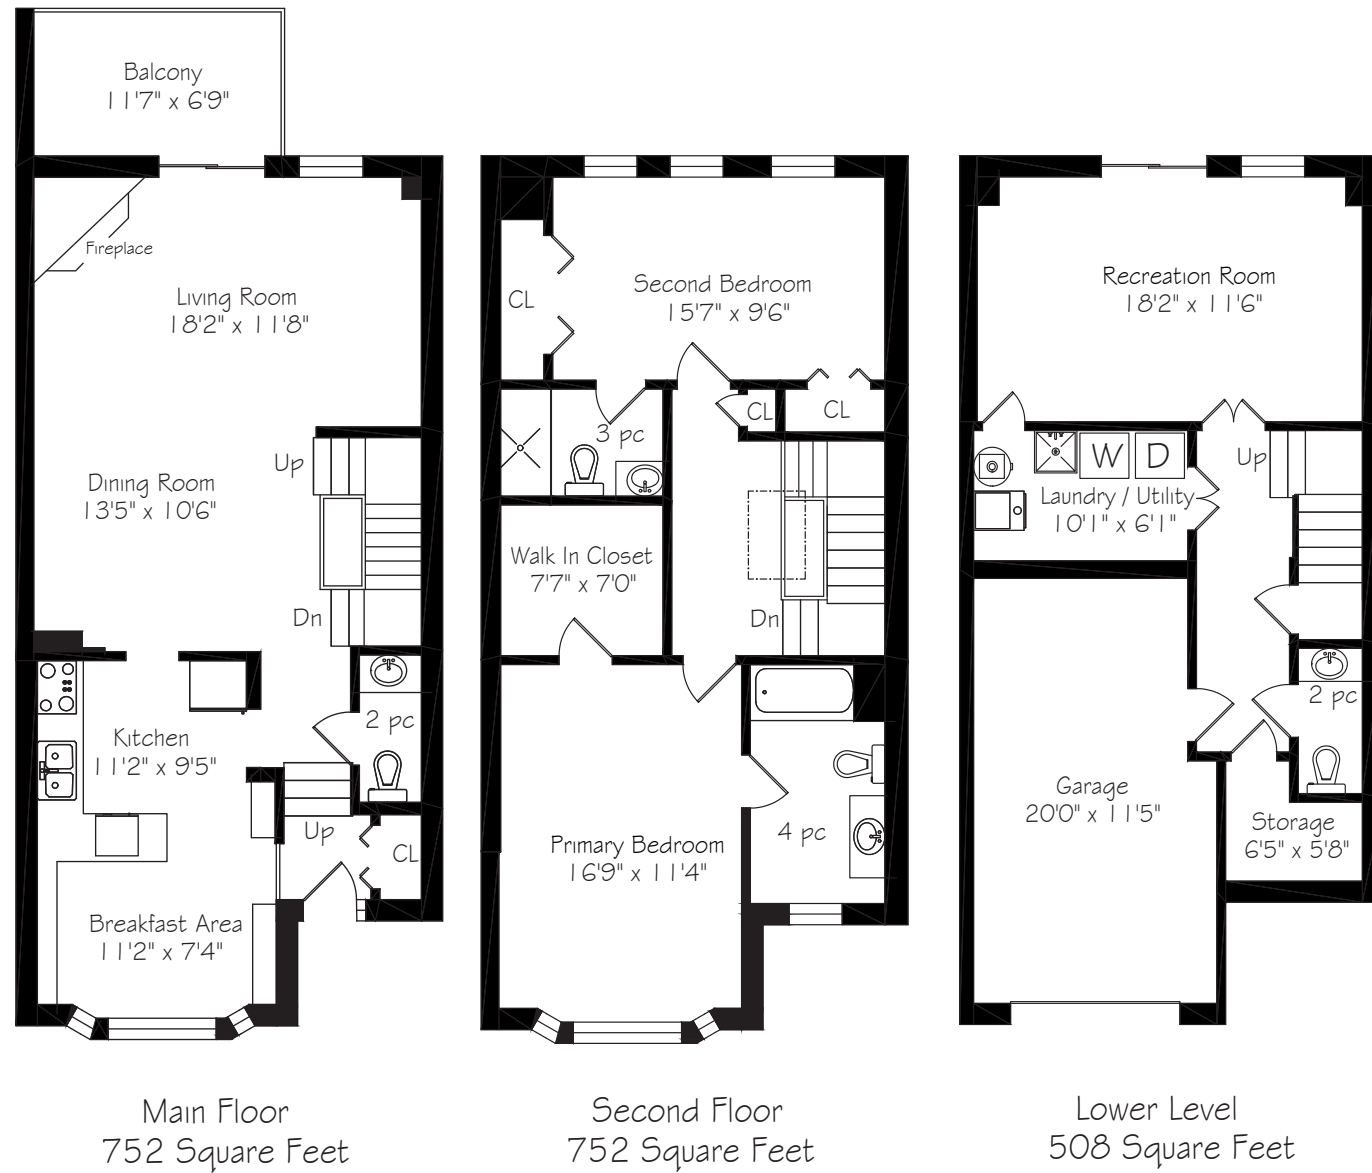 Balcony
11'7" x 6'9"
Fireplace
Living Room
18'2" x 11'8"
Up
Dining Room
13'5" x 10'6"
Dn
2 pc
Kitchen
11'2" x 9'5"
Up
CL
Breakfast Area
11'2" x 7'4"
Main Floor
752 Square Feet
Second Bedroom
15'7" x 9'6"
CL
CL
CL
3 pc
Walk In Closet
7'7" x 7'0"
Dn
4 pc
Primary Bedroom
16'9" x 11'4"
Second Floor
752 Square Feet
Recreation Room
18'2" x 11'6"
W D
Up
Laundry / Utility
10'1" x 6'1"
2 pc
Garage
20'0" x 11'5"
Storage
6'5" x 5'8"
Lower Level
508 Square Feet